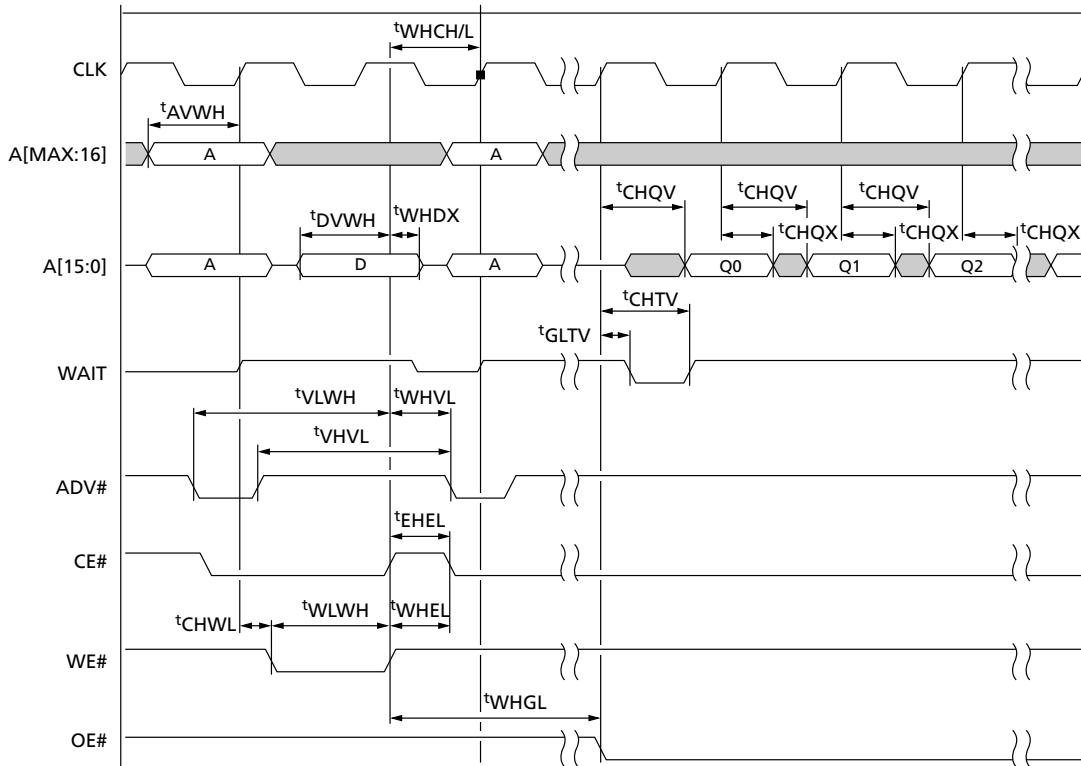 tWHCH/L
CLK
tAVWH
A[MAX:16] A A
tCHQV tCHQV tCHQV
tDVWH tWHDX
tCHQX tCHQX tCHQX
A[15:0] A D A Q0 Q1 Q2
tCHTV
tGLTV
WAIT
tVLWH tWHVL
tVHVL
ADV#
tEHEL
CE#
tWLWH tWHEL
tCHWL
WE#
tWHGL
OE#